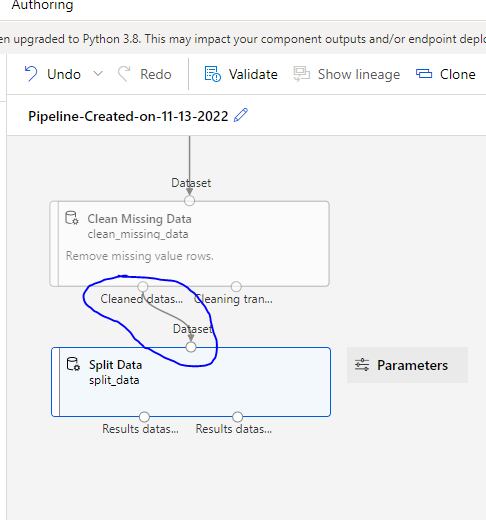 Authoring
en upgraded to Python 3.8. This may impact your component outputs and/or endpoint deplo
Undo Redo Validate Show lineage Clone
Pipeline-Created-on-11-13-2022
Dataset
Clean Missing Data
clean_missing_data
Remove missing value rows.
Cleaned datas... Cleaning tran...
Dataset
Split Data
split_data
Parameters
Results datas... Results datas...